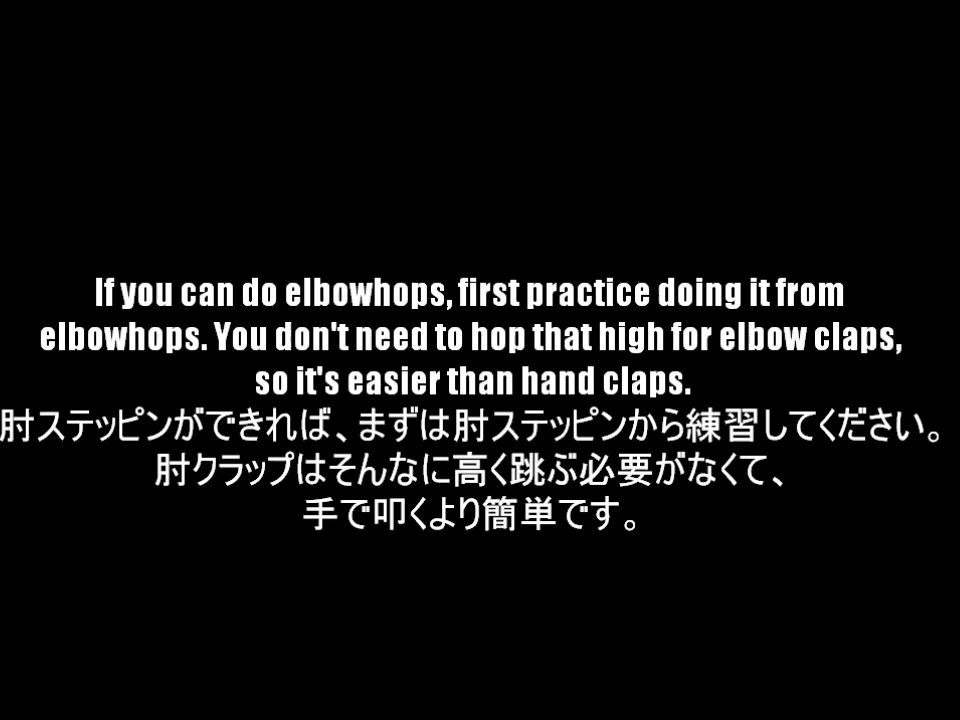 If you can do elbowhops, first practice doing it from
elbowhops. You don't need to hop that high for elbow claps,
so it's easier than hand claps.
肘ステッピンができれば、まずは肘ステッピンから練習してください。
肘クラップはそんなに高く跳ぶ必要がなくて、
手で叩くより簡単です。